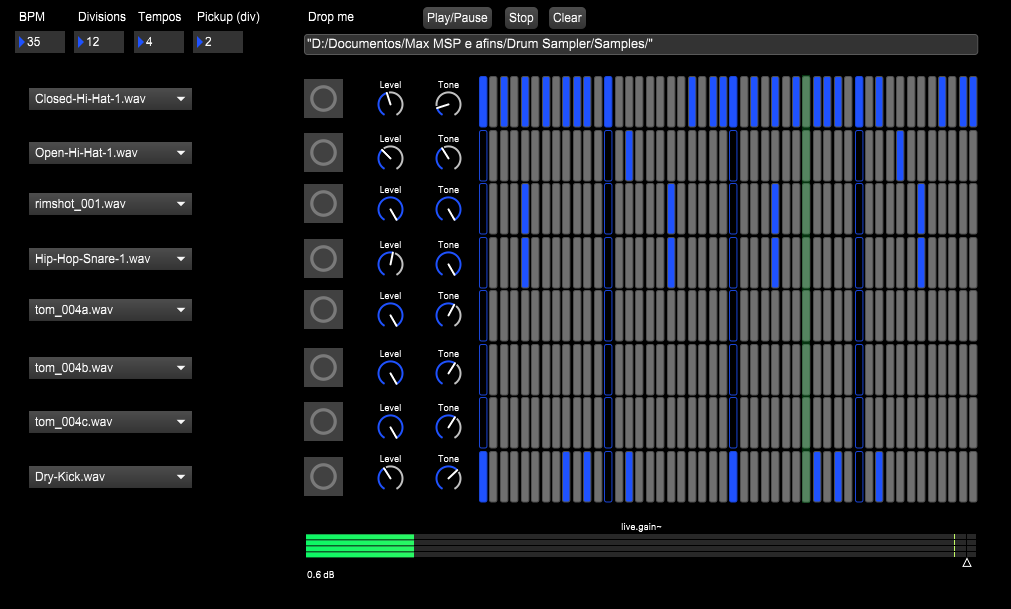 BPM Divisions Tempos Pickup (div) Drop me Play/Pause Stop Clear
35 12 4 2 "D:/Documentos/Max MSP e afins/Drum Sampler/Samples/"
Closed-Hi-Hat-1.wav Level Tone
Open-Hi-Hat-1.wav Level Tone
rimshot_001.wav Level Tone
Hip-Hop-Snare-1.wav Level Tone
tom_004a.wav Level Tone
tom_004b.wav Level Tone
tom_004c.wav Level Tone
Dry-Kick.wav Level Tone
live.gain~
0.6 dB